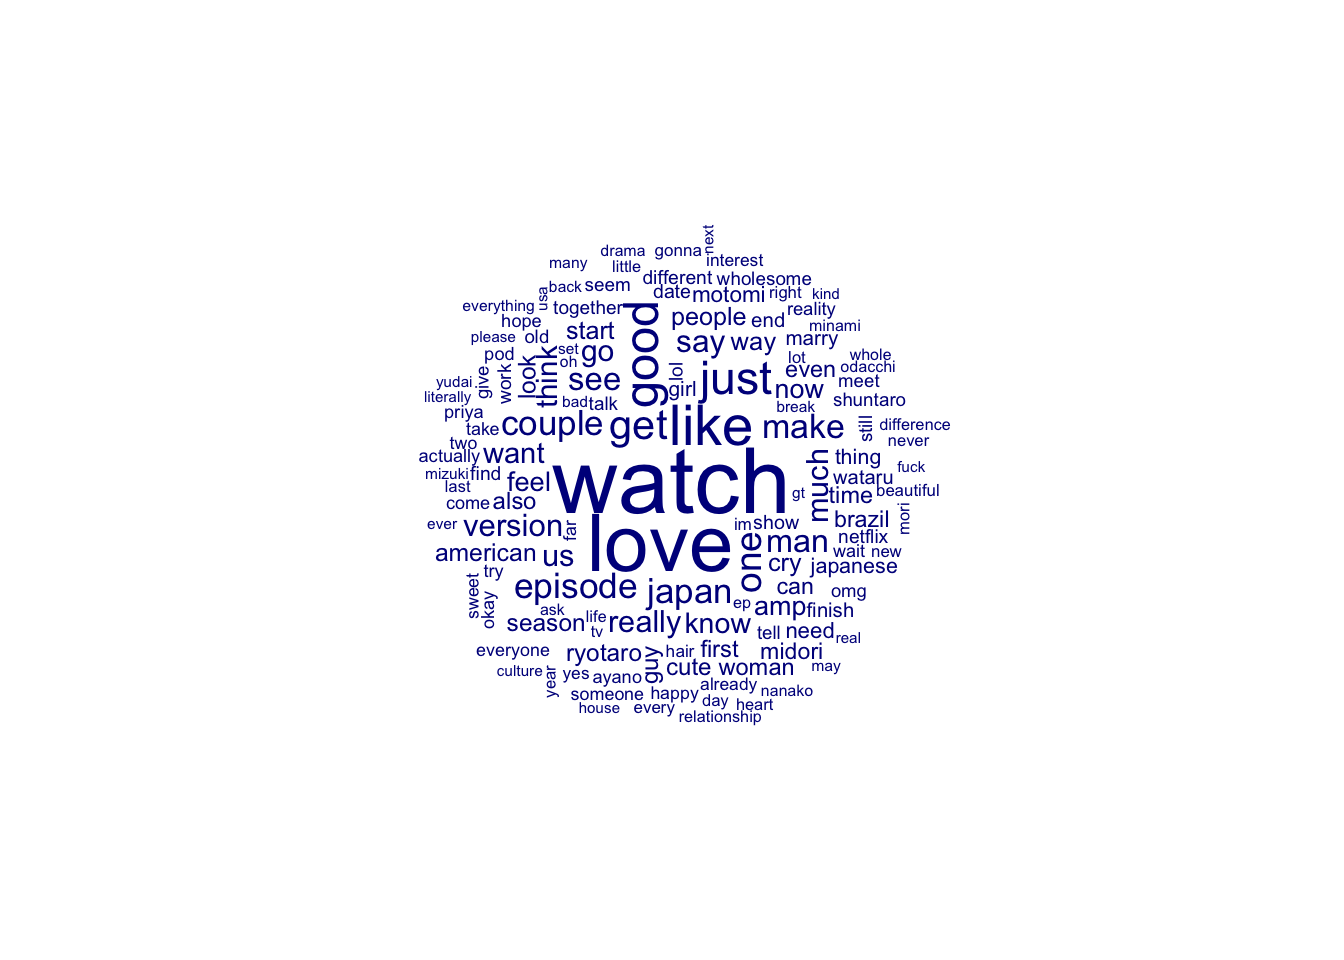 next
drama gonna
many little interest
different wholesome
usa back seem date motomi right kind
everything together good people end reality
hope start say way minami
please old set go lol marry
pod look think oh see girl just even lot whole
yudai give work now meet odacchi
literally bad talk break shuntaro
priya couple get like make still difference
take never
two
actually want much thing fuck
mizuki find feel watch gt wataru
last time beautiful
come also
ever version far love im show brazil mori
american us one man netflix
wait new
try cry japanese
sweet okay episode japan can omg
ask ep amp finish
season life really know
tv tell need real
everyone ryotaro guy hair first midori
culture year yes ayano cute woman may
someone happy already nanako
house every day heart
relationship